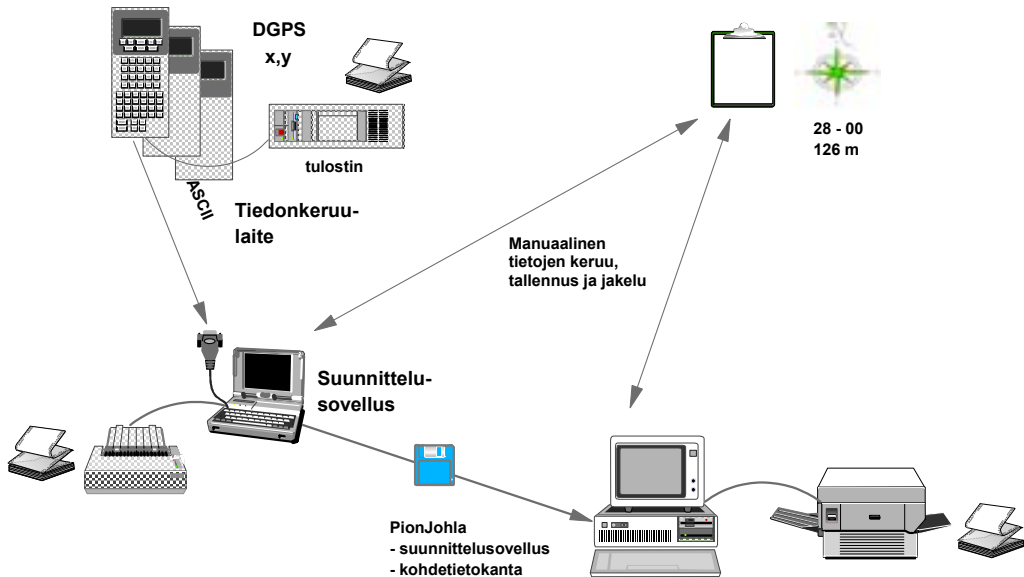 DGPS
x,y
tulostin
ASCII
Tiedonkeruu-
laite
28 - 00
126 m
Manuaalinen
tietojen keruu,
tallennus ja jakelu
Suunnittelu-
sovellus
PionJohla
- suunnittelusovellus
- kohdetietokanta